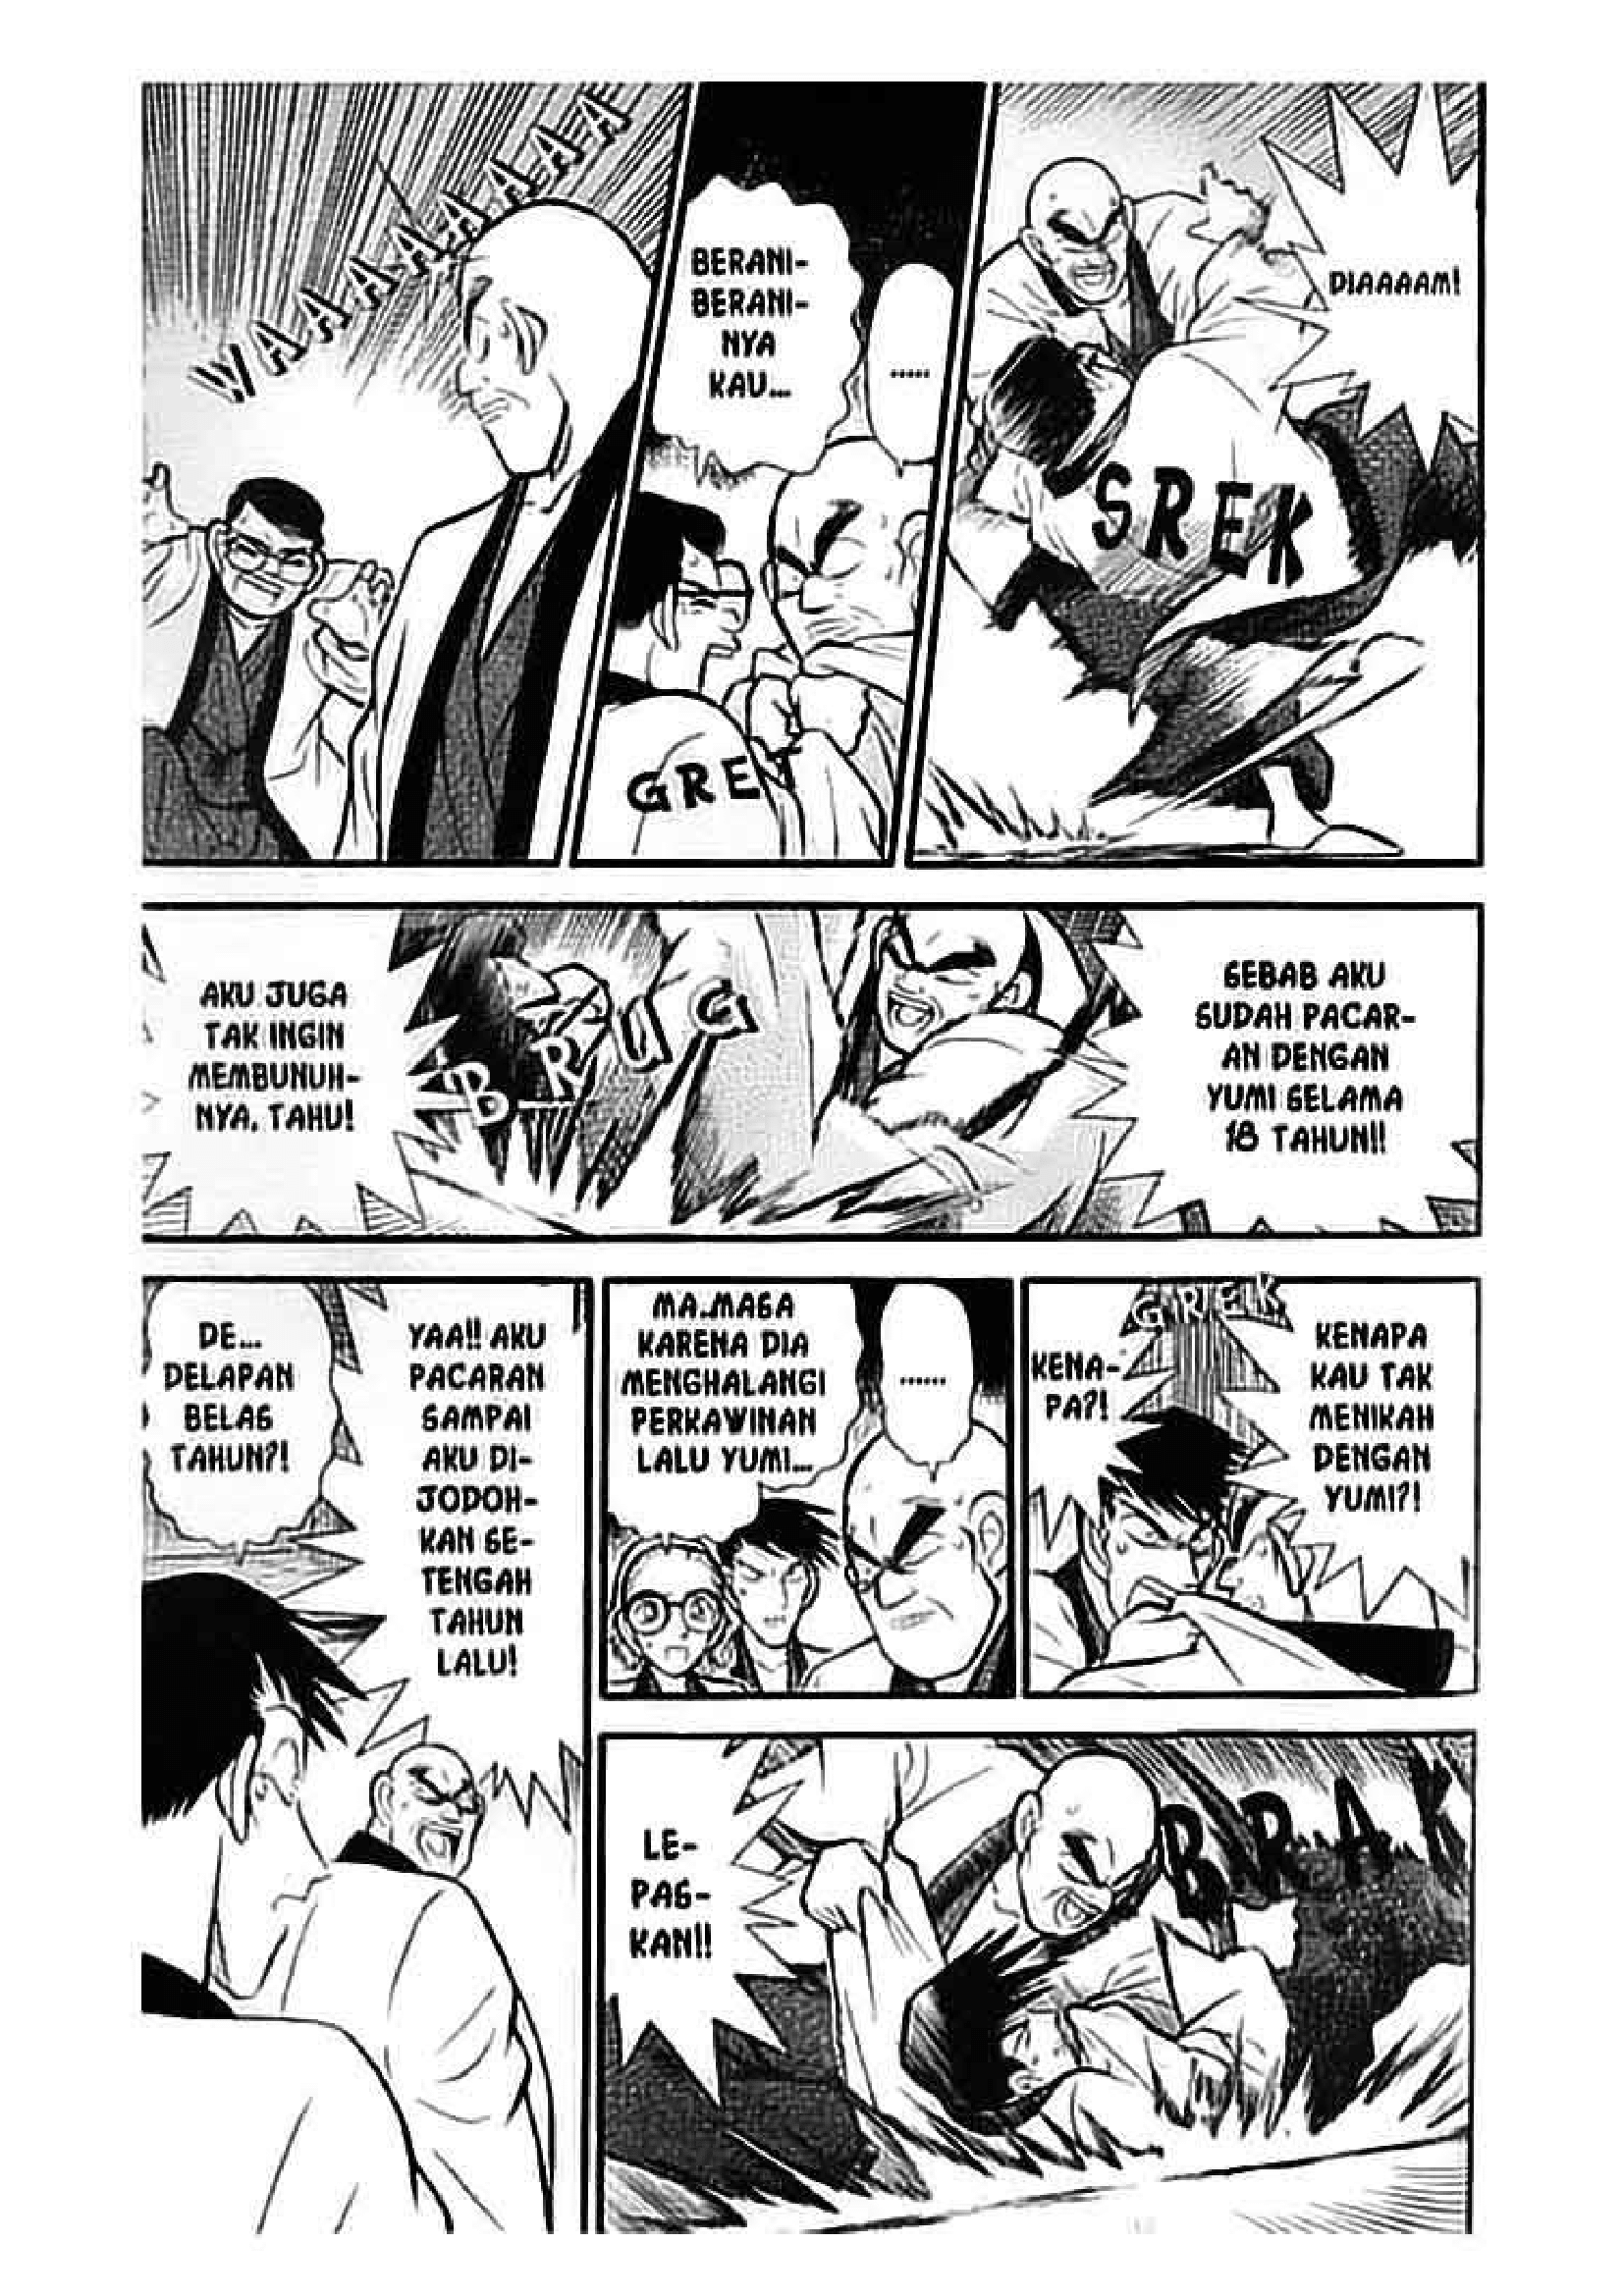 WAAAAAAAAAA
BERANI-
BERANI-
NYA
KAU...
.....
GRET
DIAAAAM!
SREK
AKU JUGA
TAK INGIN
MEMBUNUH-
NYA, TAHU!
BRUG
SEBAB AKU
SUDAH PACAR-
AN DENGAN
YUMI SELAMA
18 TAHUN!!
DE...
DELAPAN
BELAS
TAHUN?!
YAA!! AKU
PACARAN
SAMPAI
AKU DI-
JODOH-
KAN SE-
TENGAH
TAHUN
LALU!
MA..MASA
KARENA DIA
MENGHALANGI
PERKAWINAN
LALU YUMI...
......
KENA-
PA?!
GREK
KENAPA
KAU TAK
MENIKAH
DENGAN
YUMI?!
LE-
PAS-
KAN!!
BRAK